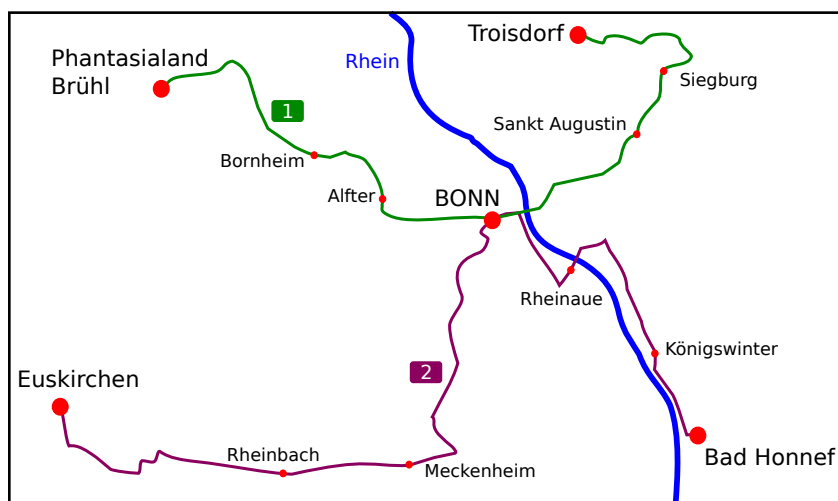 Phantasialand
Brühl
Troisdorf
Rhein
Siegburg
1
Sankt Augustin
Bornheim
Alfter
BONN
Rheinaue
Königswinter
2
Euskirchen
Rheinbach
Meckenheim
Bad Honnef